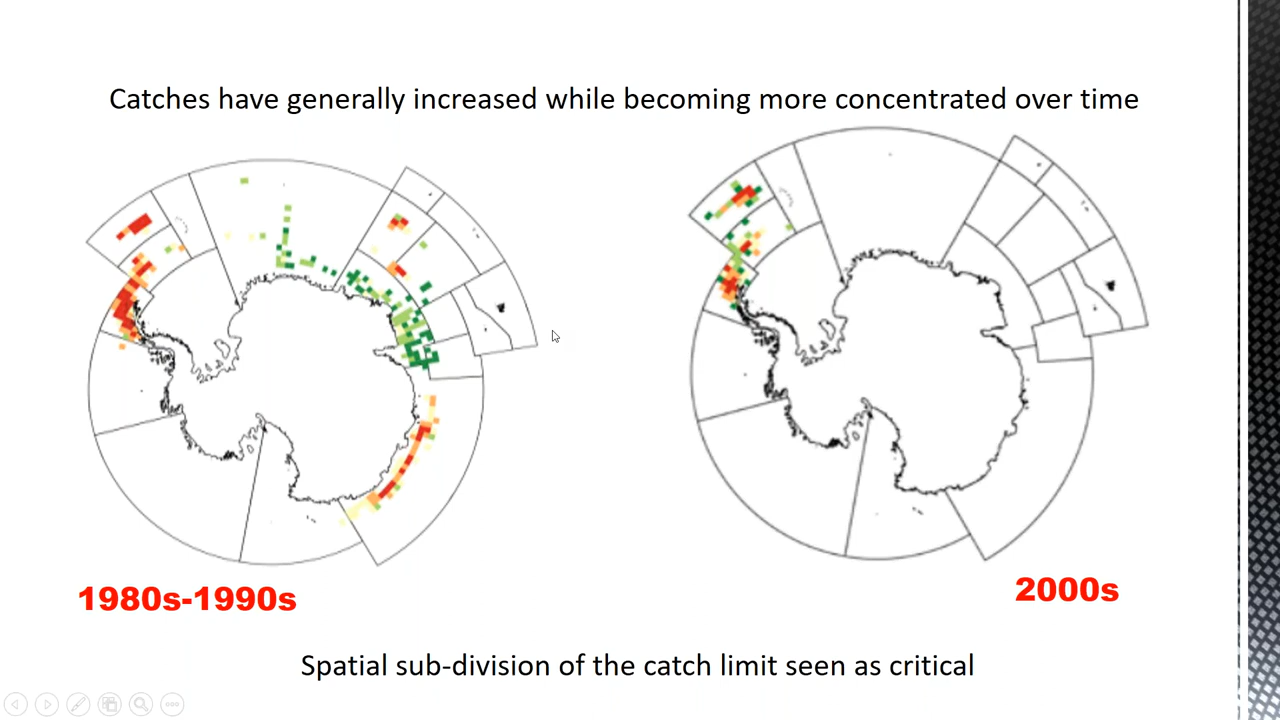 Catches have generally increased while becoming more concentrated over time
1980s-1990s
2000s
Spatial sub-division of the catch limit seen as critical